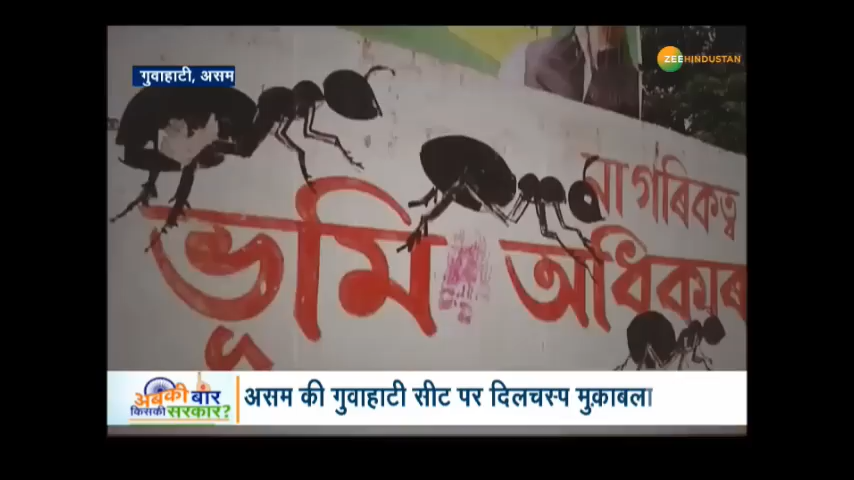 ZEEHINDUSTAN
गुवाहाटी, असम
নাগৰিকত্ব
ভূমি অধিকাৰ
अबकी बार
किसकी सरकार?
असम की गुवाहाटी सीट पर दिलचस्प मुक़ाबला